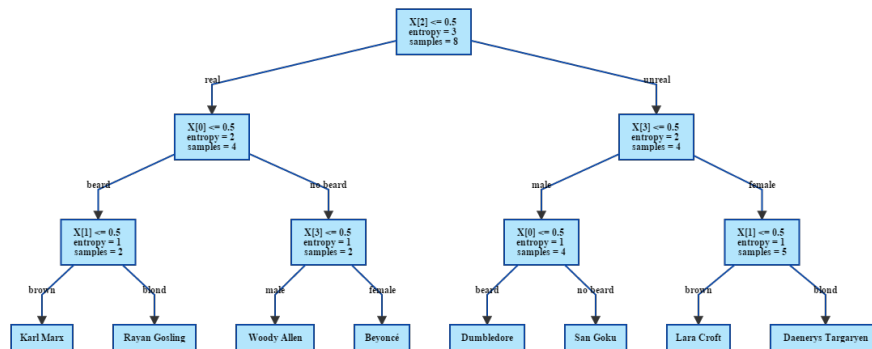 X[2] <= 0.5
entropy = 3
samples = 8
real
unreal
X[0] <= 0.5
entropy = 2
samples = 4
X[3] <= 0.5
entropy = 2
samples = 4
beard
no beard
male
female
X[1] <= 0.5
entropy = 1
samples = 2
X[3] <= 0.5
entropy = 1
samples = 2
X[0] <= 0.5
entropy = 1
samples = 4
X[1] <= 0.5
entropy = 1
samples = 5
brown
blond
male
female
beard
no beard
brown
blond
Karl Marx
Rayan Gosling
Woody Allen
Beyoncé
Dumbledore
San Goku
Lara Croft
Daenerys Targaryen